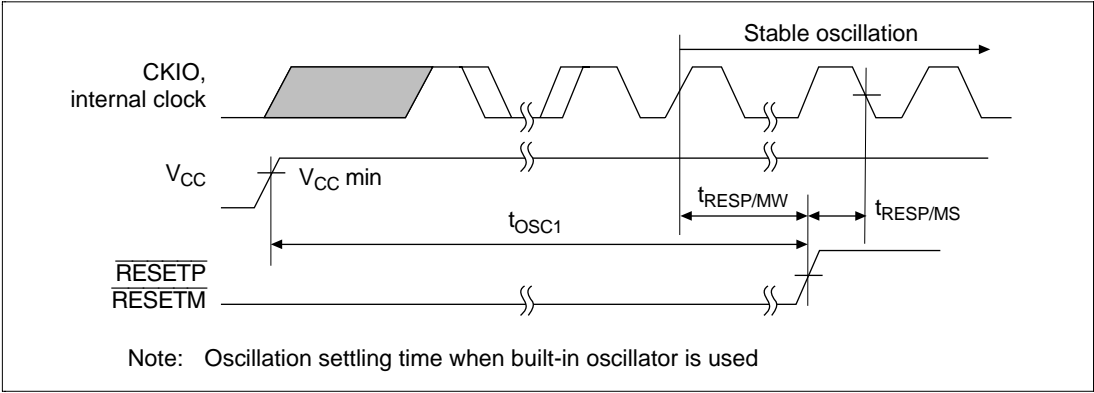 Stable oscillation
CKIO,
internal clock
VCC
VCC min
tRESP/MW
tRESP/MS
tOSC1
RESETP
RESETM
Note: Oscillation settling time when built-in oscillator is used